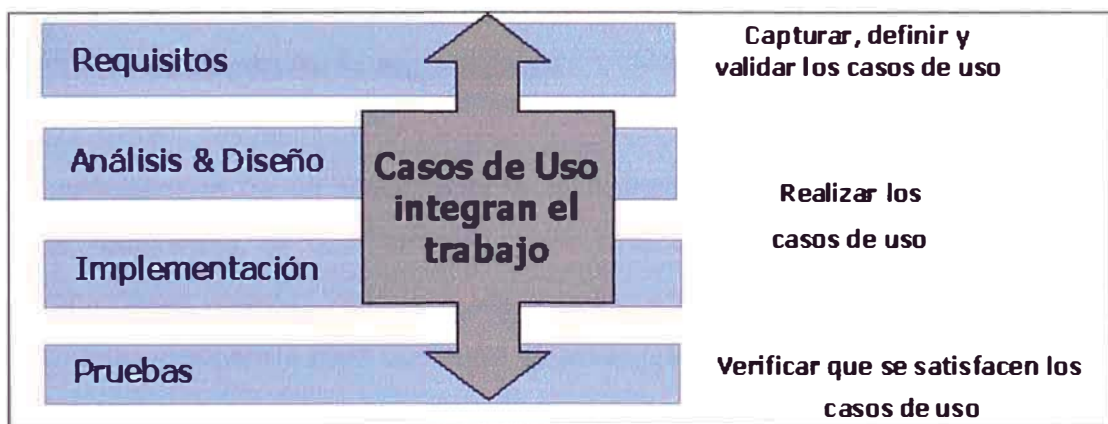 Requisitos
Capturar, definir y
validar los casos de uso
Análisis & Diseño
Casos de Uso
integran el
trabajo
Realizar los
casos de uso
Implementación
Pruebas
Verificar que se satisfacen los
casos de uso